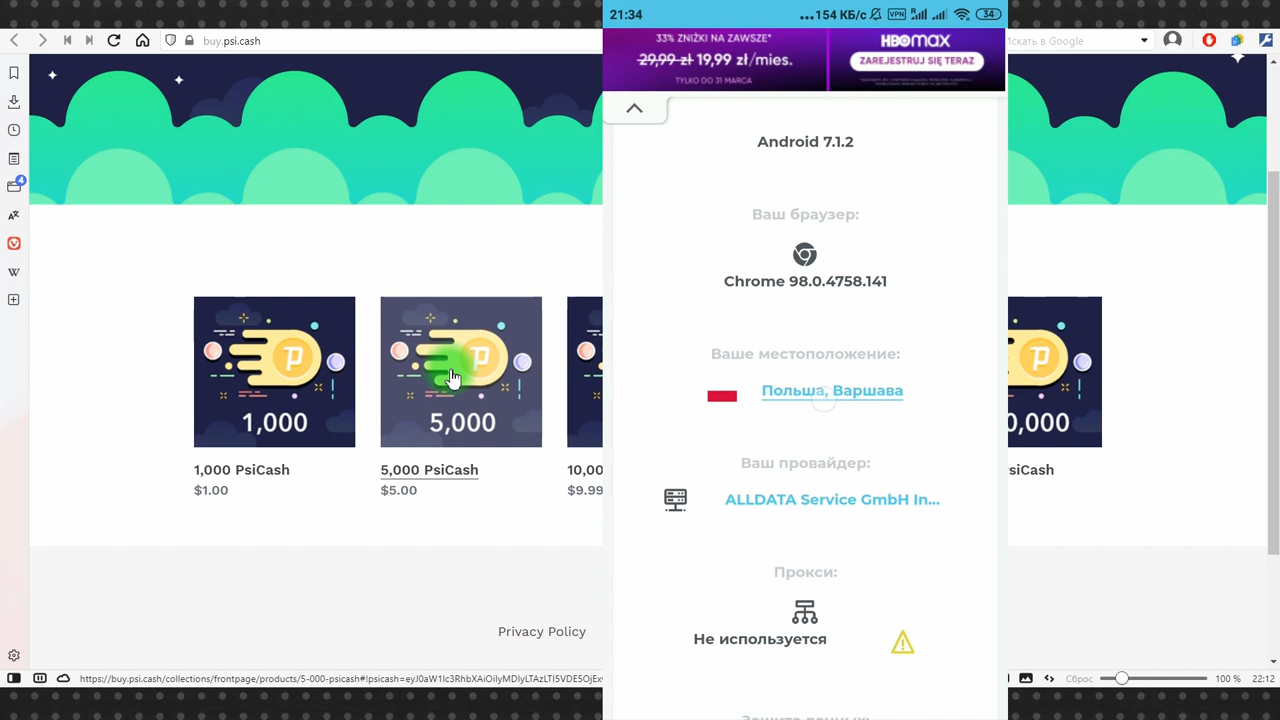 21:34
...154 КБ/с
VPN
R
34
buy.psi.cash
Искать в Google
33% ZNIŻKI NA ZAWSZE*
29,99 zł 19,99 zł/mies.
TYLKO DO 31 MARCA
HBOMAX
ZAREJESTRUJ SIĘ TERAZ
Android 7.1.2
Ваш браузер:
Chrome 98.0.4758.141
Ваше местоположение:
Польша, Варшава
Ваш провайдер:
ALLDATA Service GmbH In...
Прокси:
Не используется
4
W
1,000
5,000
0,000
1,000 PsiCash
$1.00
5,000 PsiCash
$5.00
10,00
$9.99
siCash
Privacy Policy
https://buy.psi.cash/collections/frontpage/products/5-000-psicash#!psicash=
Сброс
100 %
22:12